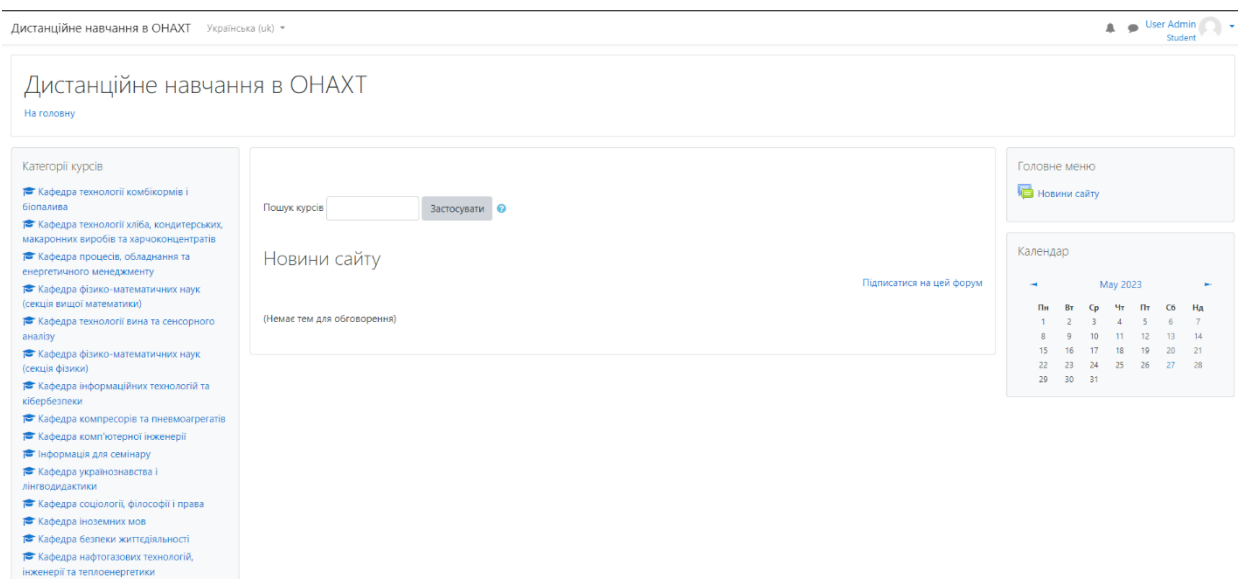 Дистанційне навчання в ОНАХТ Українська (uk)
User Admin
Student
Дистанційне навчання в ОНАХТ
На головну
Категорії курсів
Кафедра технології комбікормів і
біопалива
Кафедра технології хліба, кондитерських,
макаронних виробів та харчоконцентратів
Кафедра процесів, обладнання та
енергетичного менеджменту
Кафедра фізико-математичних наук
(секція вищої математики)
Кафедра технології вина та сенсорного
аналізу
Кафедра фізико-математичних наук
(секція фізики)
Кафедра інформаційних технологій та
кібербезпеки
Кафедра компресорів та пневмоагрегатів
Кафедра комп'ютерної інженерії
Інформація для семінару
Кафедра українознавства і
лінгводидактики
Кафедра соціології, філософії і права
Кафедра іноземних мов
Кафедра безпеки життєдіяльності
Кафедра нафтогазових технологій,
інженерії та теплоенергетики
Пошук курсів Застосувати
Новини сайту
Підписатися на цей форум
(Немає тем для обговорення)
Головне меню
Новини сайту
Календар
May 2023
Пн Вт Ср Чт Пт Сб Нд
1 2 3 4 5 6 7
8 9 10 11 12 13 14
15 16 17 18 19 20 21
22 23 24 25 26 27 28
29 30 31